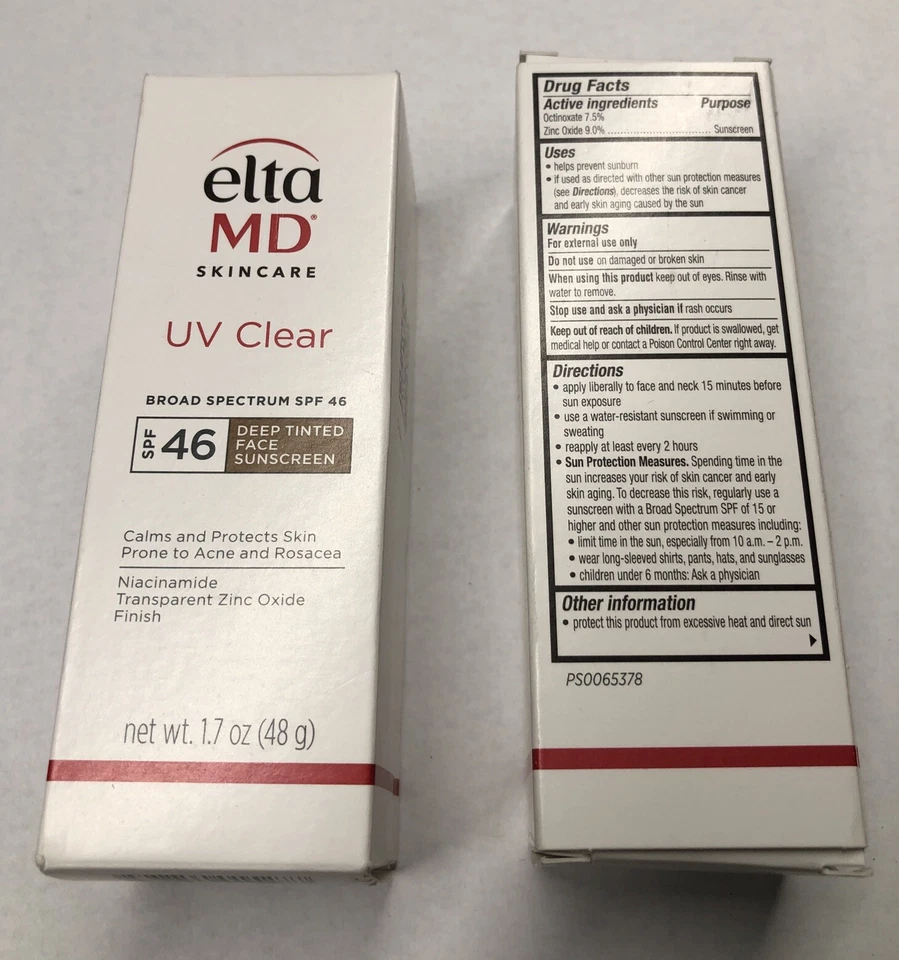 elta
MD®
SKINCARE
UV Clear
BROAD SPECTRUM SPF 46
SPF 46
DEEP TINTED
FACE
SUNSCREEN
Calms and Protects Skin
Prone to Acne and Rosacea
Niacinamide
Transparent Zinc Oxide
Finish
net wt. 1.7 oz (48 g)
Drug Facts
Active ingredients Purpose
Octinoxate 7.5%
Zinc Oxide 9.0% .............................. Sunscreen
Uses
• helps prevent sunburn
• if used as directed with other sun protection measures
(see Directions), decreases the risk of skin cancer
and early skin aging caused by the sun
Warnings
For external use only
Do not use on damaged or broken skin
When using this product keep out of eyes. Rinse with
water to remove.
Stop use and ask a physician if rash occurs
Keep out of reach of children. If product is swallowed, get
medical help or contact a Poison Control Center right away.
Directions
• apply liberally to face and neck 15 minutes before
sun exposure
• use a water-resistant sunscreen if swimming or
sweating
• reapply at least every 2 hours
• Sun Protection Measures. Spending time in the
sun increases your risk of skin cancer and early
skin aging. To decrease this risk, regularly use a
sunscreen with a Broad Spectrum SPF of 15 or
higher and other sun protection measures including:
• limit time in the sun, especially from 10 a.m. – 2 p.m.
• wear long-sleeved shirts, pants, hats, and sunglasses
• children under 6 months: Ask a physician
Other information
• protect this product from excessive heat and direct sun
PS0065378